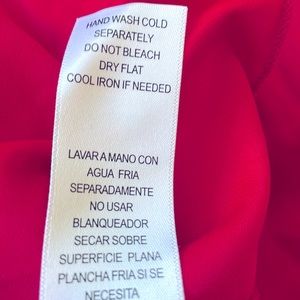 HAND WASH COLD
SEPARATELY
DO NOT BLEACH
DRY FLAT
COOL IRON IF NEEDED
LAVAR A MANO CON
AGUA FRIA
SEPARADAMENTE
NO USAR
BLANQUEADOR
SECAR SOBRE
SUPERFICIE PLANA
PLANCHA FRIA SI SE
NECESITA